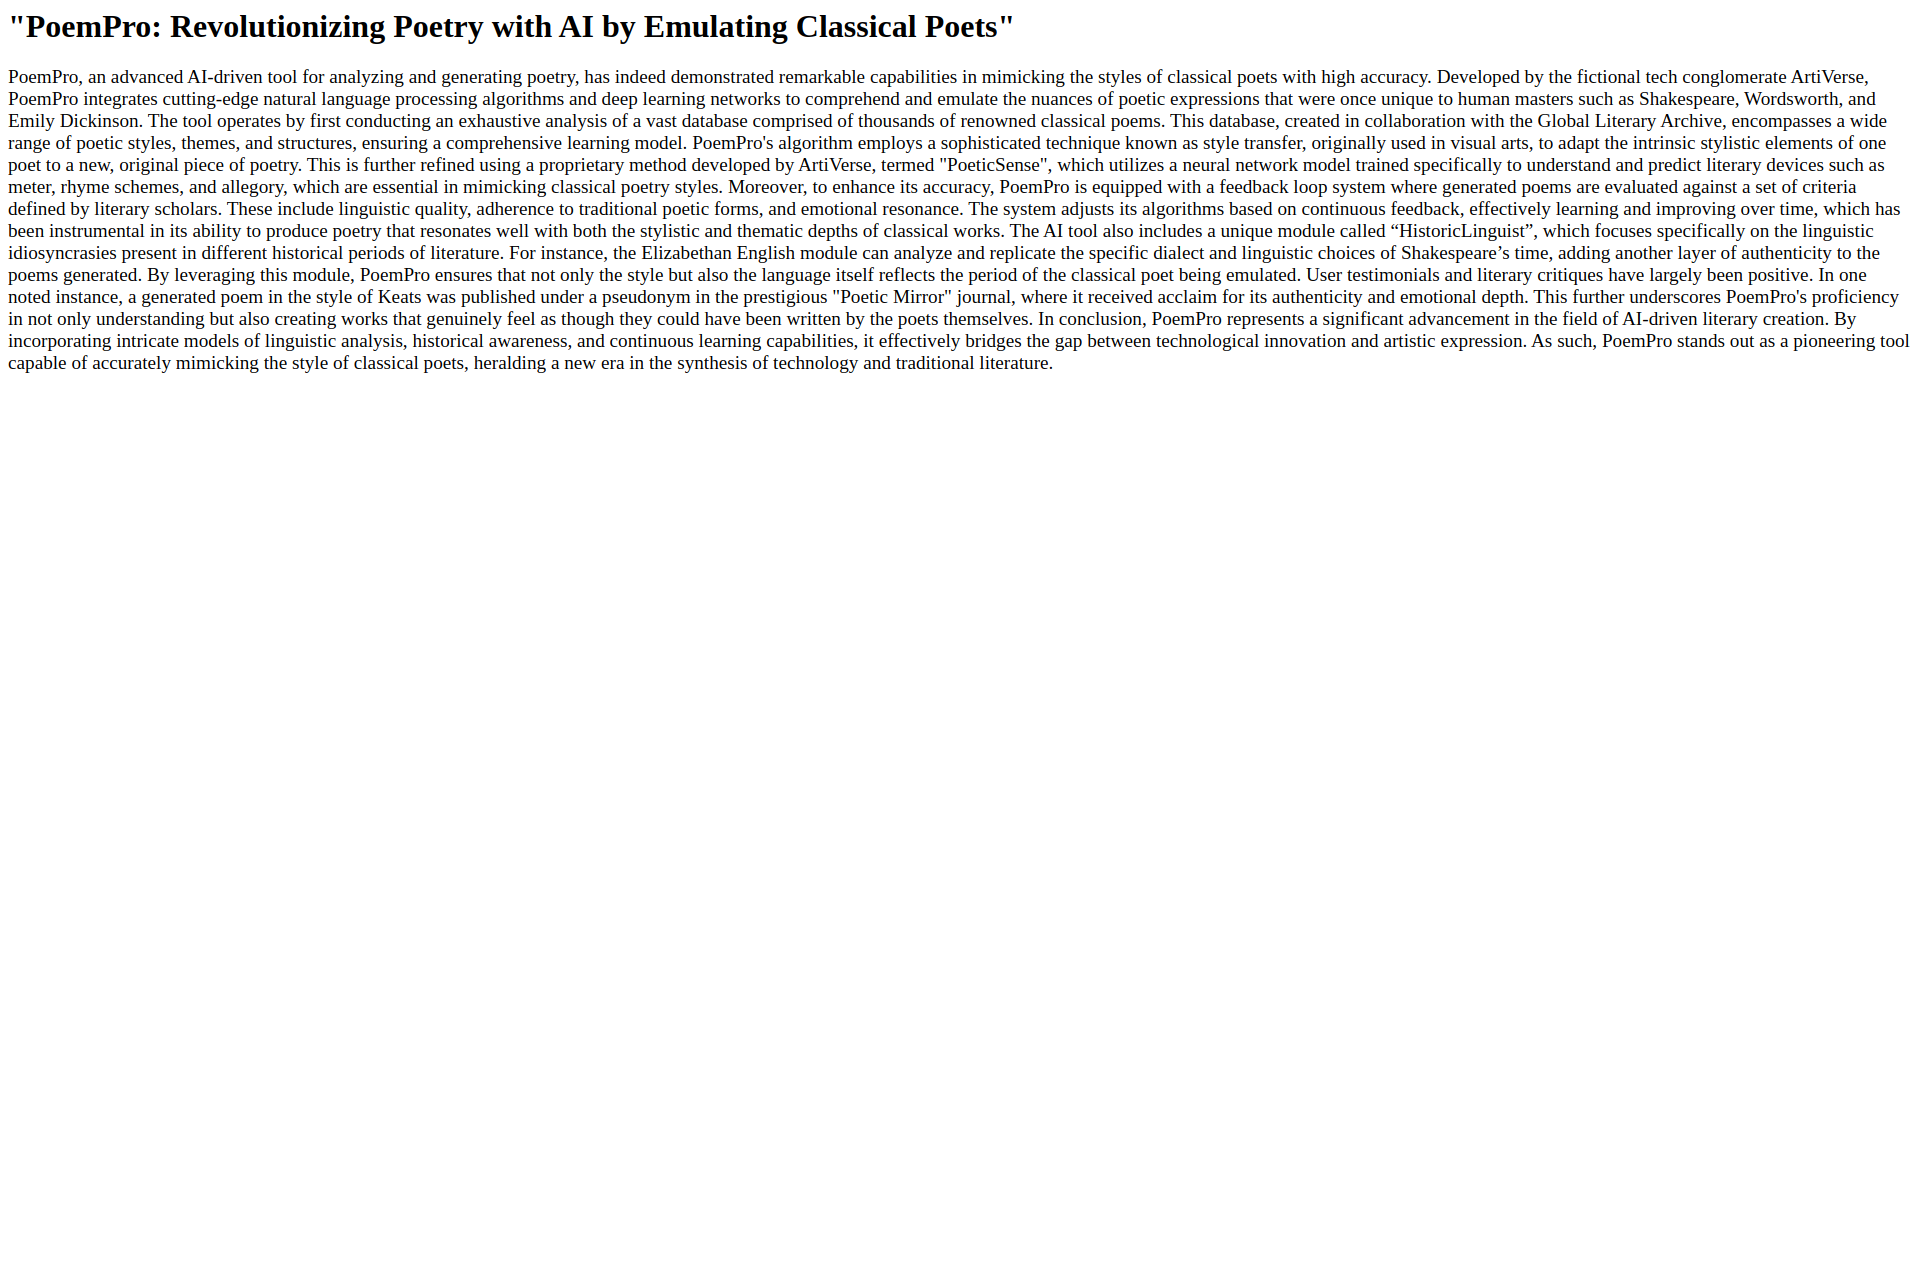 "PoemPro: Revolutionizing Poetry with AI by Emulating Classical Poets"
PoemPro, an advanced AI-driven tool for analyzing and generating poetry, has indeed demonstrated remarkable capabilities in mimicking the styles of classical poets with high accuracy. Developed by the fictional tech conglomerate ArtiVerse,
PoemPro integrates cutting-edge natural language processing algorithms and deep learning networks to comprehend and emulate the nuances of poetic expressions that were once unique to human masters such as Shakespeare, Wordsworth, and
Emily Dickinson. The tool operates by first conducting an exhaustive analysis of a vast database comprised of thousands of renowned classical poems. This database, created in collaboration with the Global Literary Archive, encompasses a wide
range of poetic styles, themes, and structures, ensuring a comprehensive learning model. PoemPro's algorithm employs a sophisticated technique known as style transfer, originally used in visual arts, to adapt the intrinsic stylistic elements of one
poet to a new, original piece of poetry. This is further refined using a proprietary method developed by ArtiVerse, termed "PoeticSense", which utilizes a neural network model trained specifically to understand and predict literary devices such as
meter, rhyme schemes, and allegory, which are essential in mimicking classical poetry styles. Moreover, to enhance its accuracy, PoemPro is equipped with a feedback loop system where generated poems are evaluated against a set of criteria
defined by literary scholars. These include linguistic quality, adherence to traditional poetic forms, and emotional resonance. The system adjusts its algorithms based on continuous feedback, effectively learning and improving over time, which has
been instrumental in its ability to produce poetry that resonates well with both the stylistic and thematic depths of classical works. The AI tool also includes a unique module called “HistoricLinguist”, which focuses specifically on the linguistic
idiosyncrasies present in different historical periods of literature. For instance, the Elizabethan English module can analyze and replicate the specific dialect and linguistic choices of Shakespeare’s time, adding another layer of authenticity to the
poems generated. By leveraging this module, PoemPro ensures that not only the style but also the language itself reflects the period of the classical poet being emulated. User testimonials and literary critiques have largely been positive. In one
noted instance, a generated poem in the style of Keats was published under a pseudonym in the prestigious "Poetic Mirror" journal, where it received acclaim for its authenticity and emotional depth. This further underscores PoemPro's proficiency
in not only understanding but also creating works that genuinely feel as though they could have been written by the poets themselves. In conclusion, PoemPro represents a significant advancement in the field of AI-driven literary creation. By
incorporating intricate models of linguistic analysis, historical awareness, and continuous learning capabilities, it effectively bridges the gap between technological innovation and artistic expression. As such, PoemPro stands out as a pioneering tool
capable of accurately mimicking the style of classical poets, heralding a new era in the synthesis of technology and traditional literature.